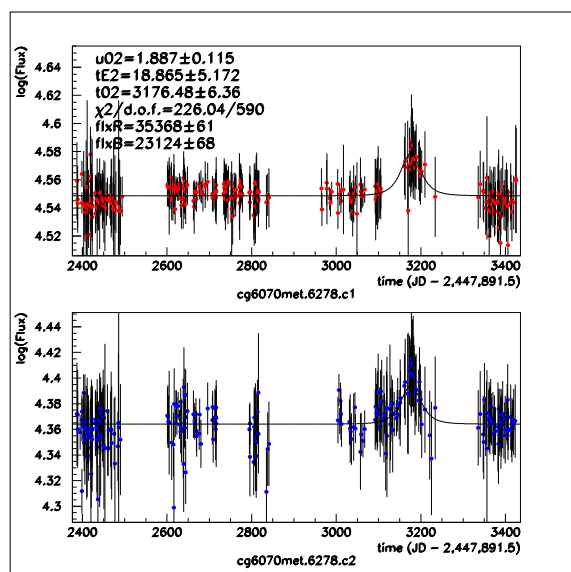 log(Flux)
4.64
4.62
4.6
4.58
4.56
4.54
4.52
u02=1.887±0.115
tE2=18.865±5.172
t02=3176.48±6.36
χ2/d.o.f.=226.04/590
flxR=35368±61
flxB=23124±68
2400 2600 2800 3000 3200 3400
time (JD - 2,447,891.5)
cg6070met.6278.c1
log(Flux)
4.44
4.42
4.4
4.38
4.36
4.34
4.32
4.3
2400 2600 2800 3000 3200 3400
time (JD - 2,447,891.5)
cg6070met.6278.c2